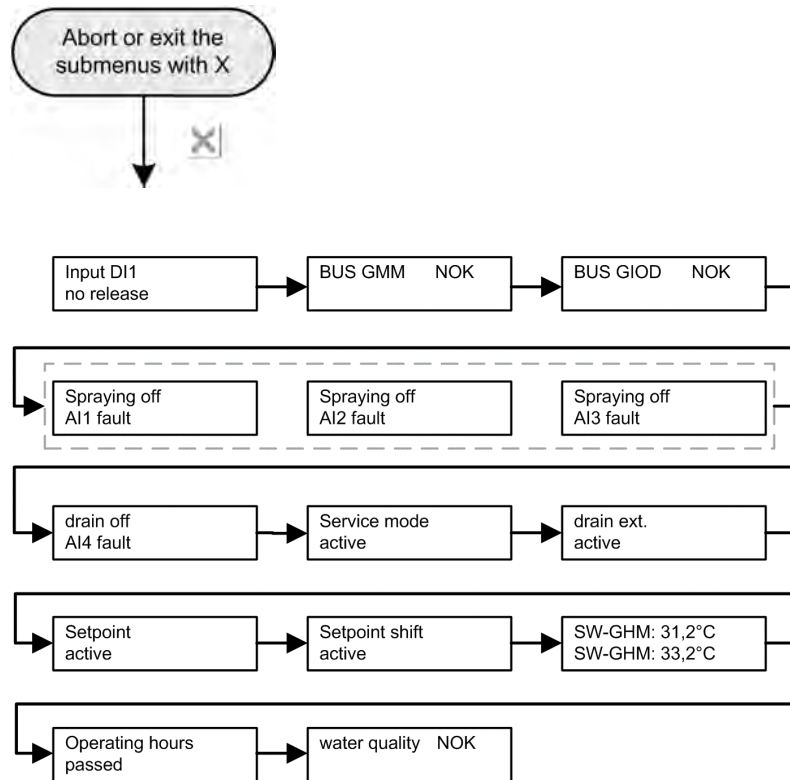 Abort or exit the
submenus with X
Input DI1
no release
BUS GMM NOK
BUS GIOD NOK
Spraying off
AI1 fault
Spraying off
AI2 fault
Spraying off
AI3 fault
drain off
AI4 fault
Service mode
active
drain ext.
active
Setpoint
active
Setpoint shift
active
SW-GHM: 31,2°C
SW-GHM: 33,2°C
Operating hours
passed
water quality NOK